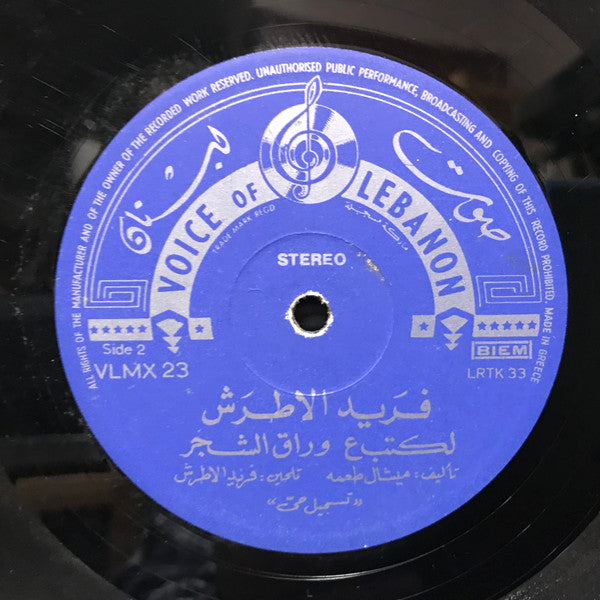 ALL RIGHTS OF THE MANUFACTURER AND OF THE OWNER OF THE RECORDED WORK RESERVED. UNAUTHORISED PUBLIC PERFORMANCE, BROADCASTING AND COPYING OF THIS RECORD PROHIBITED. MADE IN GREECE
صوت لبنان
VOICE OF LEBANON
TRADE MARK REGD ماركة مسجلة
STEREO
Side 2
VLMX 23
BIEM
LRTK 33
فريد الاطرش
لكتب ع وراق الشجر
تأليف: ميشال طعمه تلحين: فريد الاطرش
«تسجيل حي»